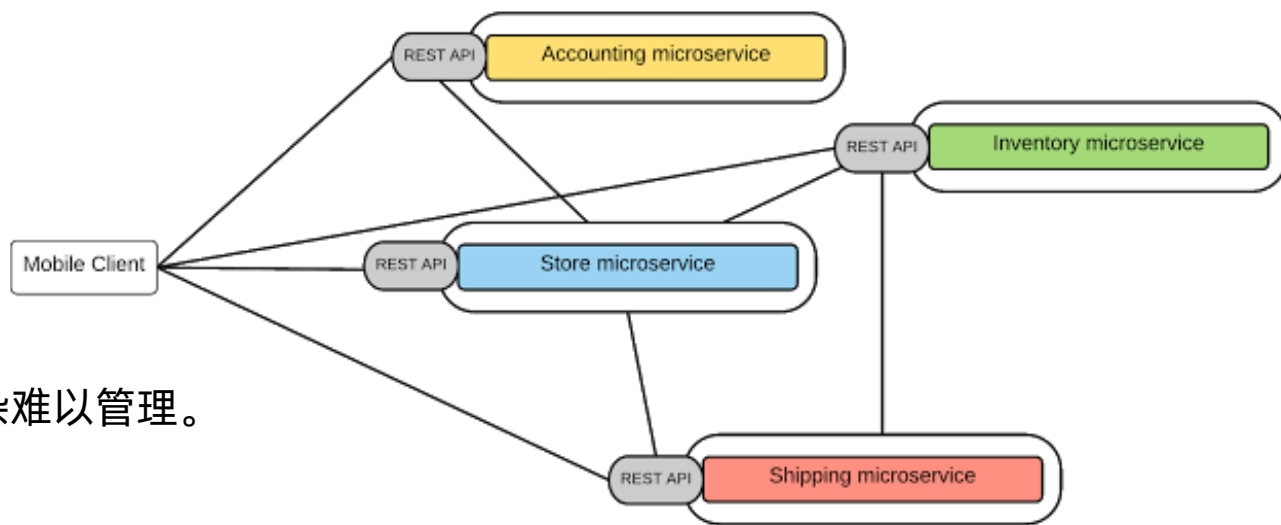 REST API
Accounting microservice
REST API
Inventory microservice
Mobile Client
REST API
Store microservice
难以管理。
REST API
Shipping microservice